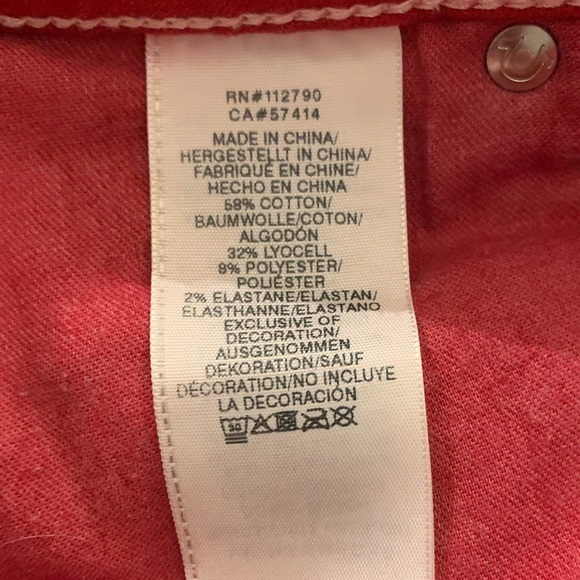 RN#112790
CA#57414
MADE IN CHINA/
HERGESTELLT IN CHINA/
FABRIQUÉ EN CHINE/
HECHO EN CHINA
58% COTTON/
BAUMWOLLE/COTON/
ALGODÓN
32% LYOCELL
8% POLYESTER/
POLIÉSTER
2% ELASTANE/ELASTAN/
ELASTHANNE/ELASTANO
EXCLUSIVE OF
DECORATION/
AUSGENOMMEN
DEKORATION/SAUF
DÉCORATION/NO INCLUYE
LA DECORACIÓN
30